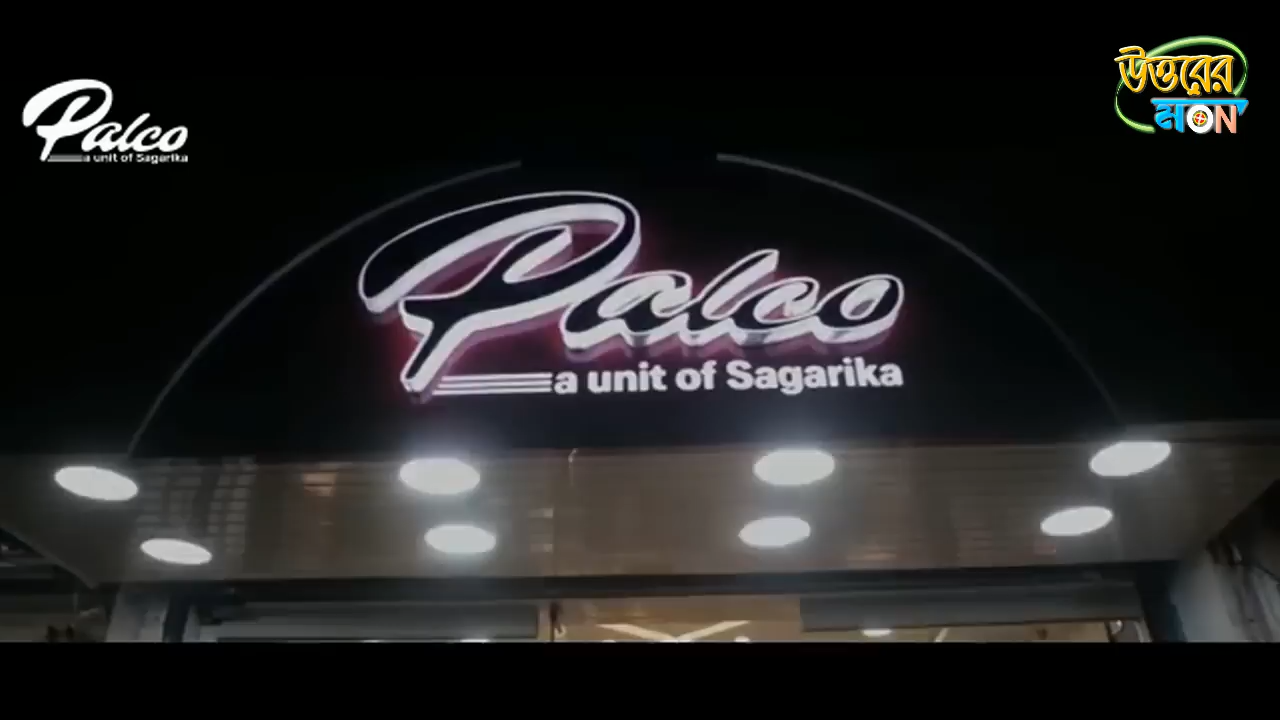 Palco
a unit of Sagarika
উত্তরের
মON
Palco
a unit of Sagarika